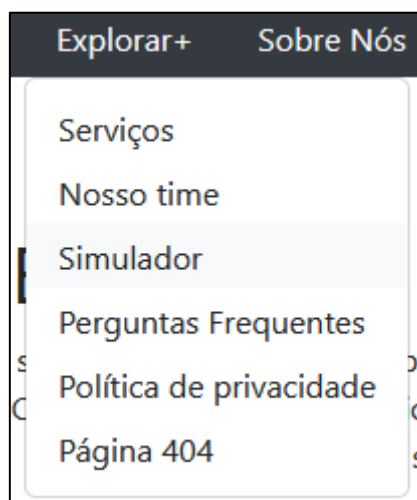 Explorar+ Sobre Nós
Serviços
Nosso time
Simulador
Perguntas Frequentes
Política de privacidade
Página 404